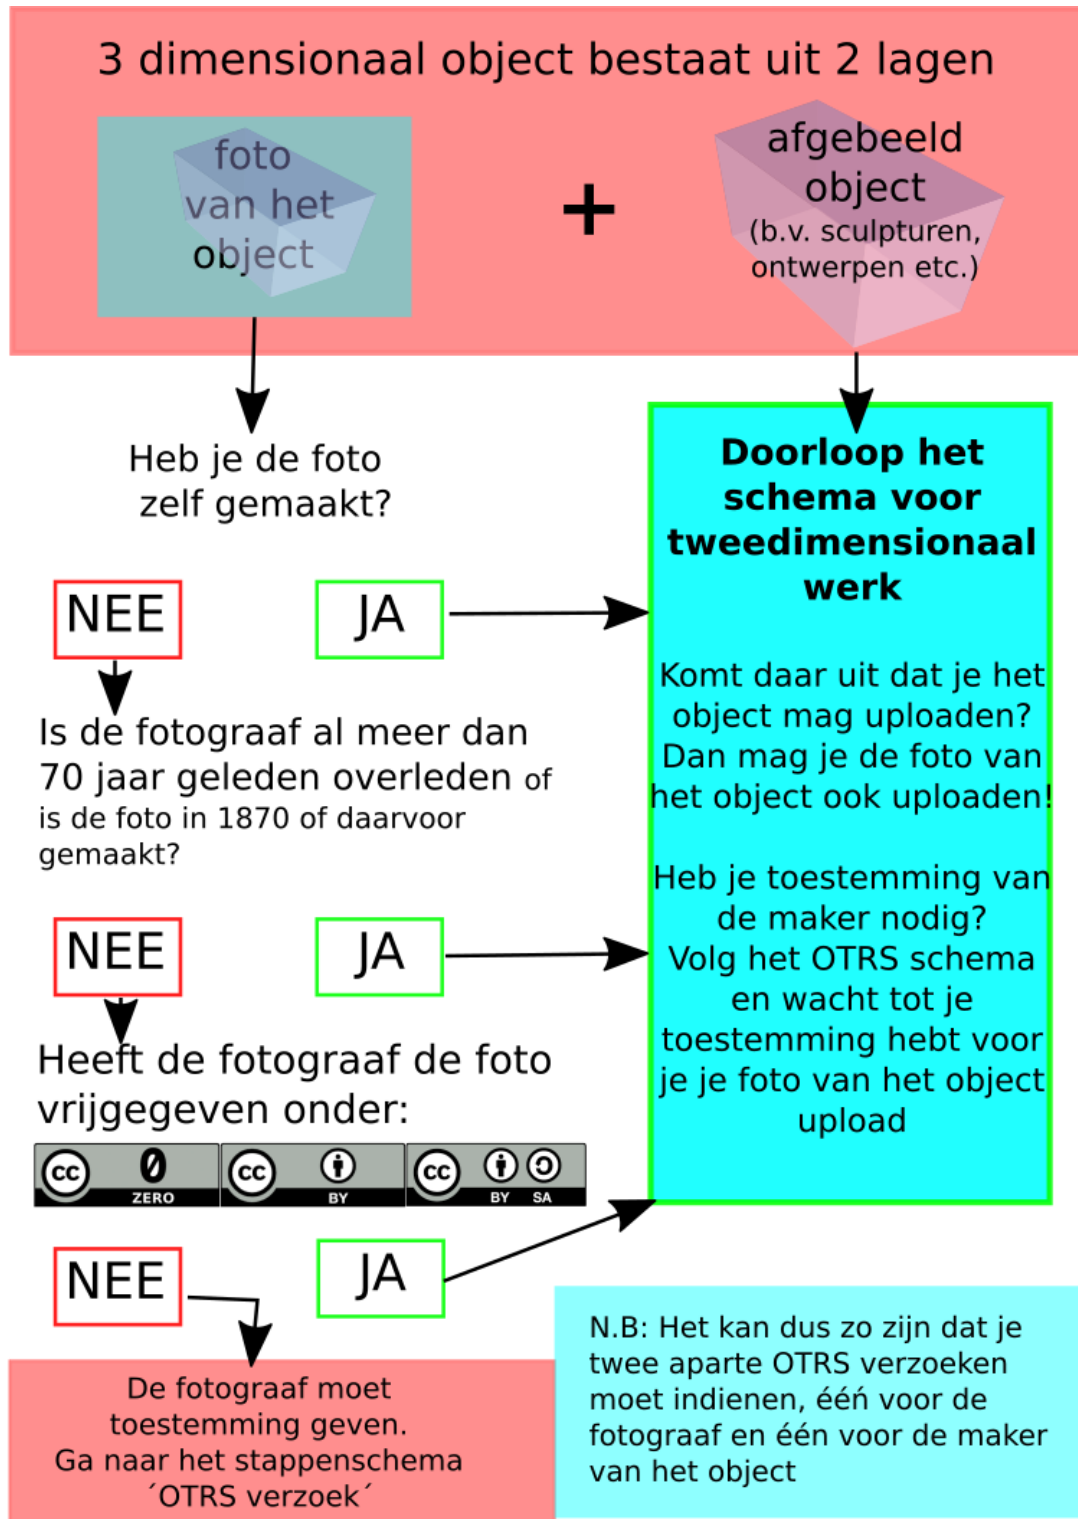 3 dimensionaal object bestaat uit 2 lagen
foto
van het
object
+
afgebeeld
object
(b.v. sculpturen,
ontwerpen etc.)
Heb je de foto
zelf gemaakt?
NEE
JA
Is de fotograaf al meer dan
70 jaar geleden overleden of
is de foto in 1870 of daarvoor
gemaakt?
NEE
JA
Heeft de fotograaf de foto
vrijgegeven onder:
cc 0 ZERO cc BY cc BY SA
NEE
JA
De fotograaf moet
toestemming geven.
Ga naar het stappenschema
´OTRS verzoek´
Doorloop het
schema voor
tweedimensionaal
werk
Komt daar uit dat je het
object mag uploaden?
Dan mag je de foto van
het object ook uploaden!
Heb je toestemming van
de maker nodig?
Volg het OTRS schema
en wacht tot je
toestemming hebt voor
je je foto van het object
upload
N.B: Het kan dus zo zijn dat je
twee aparte OTRS verzoeken
moet indienen, ééń voor de
fotograaf en één voor de maker
van het object